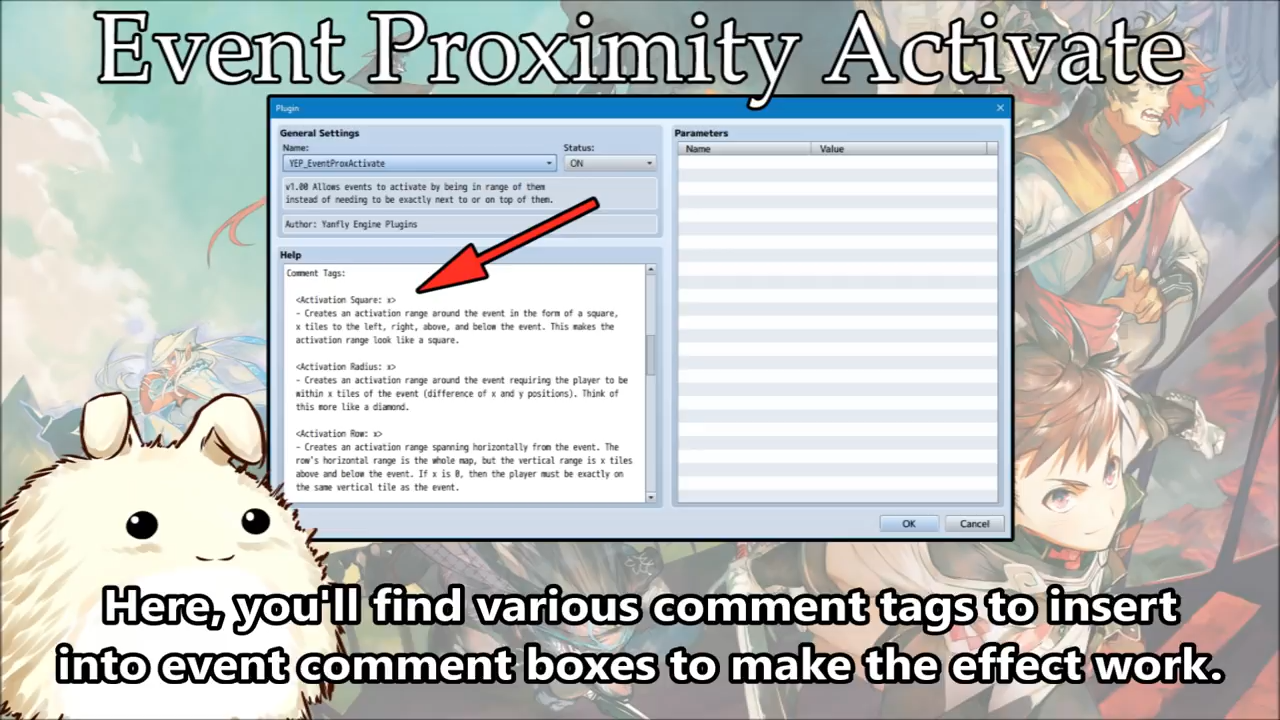 Event Proximity Activate
Plugin
General Settings
Name:
Status:
YEP_EventProxActivate
ON
v1.00 Allows events to activate by being in range of them
instead of needing to be exactly next to or on top of them.
Author: Yanfly Engine Plugins
Help
Comment Tags:
<Activation Square: x>
- Creates an activation range around the event in the form of a square,
x tiles to the left, right, above, and below the event. This makes the
activation range look like a square.
<Activation Radius: x>
- Creates an activation range around the event requiring the player to be
within x tiles of the event (difference of x and y positions). Think of
this more like a diamond.
<Activation Row: x>
- Creates an activation range spanning horizontally from the event. The
row's horizontal range is the whole map, but the vertical range is x tiles
above and below the event. If x is 0, then the player must be exactly on
the same vertical tile as the event.
Parameters
Name
Value
OK
Cancel
Here, you'll find various comment tags to insert
into event comment boxes to make the effect work.